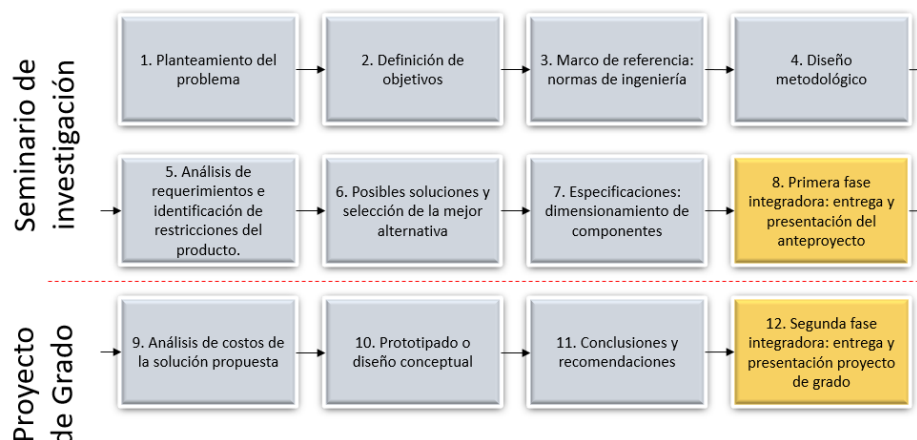 Seminario de
investigación
1. Planteamiento del
problema
2. Definición de
objetivos
3. Marco de referencia:
normas de ingeniería
4. Diseño
metodológico
5. Análisis de
requerimientos e
identificación de
restricciones del
producto.
6. Posibles soluciones y
selección de la mejor
alternativa
7. Especificaciones:
dimensionamiento de
componentes
8. Primera fase
integradora: entrega y
presentación del
anteproyecto
Proyecto
de Grado
9. Análisis de costos de
la solución propuesta
10. Prototipado o
diseño conceptual
11. Conclusiones y
recomendaciones
12. Segunda fase
integradora: entrega y
presentación proyecto
de grado